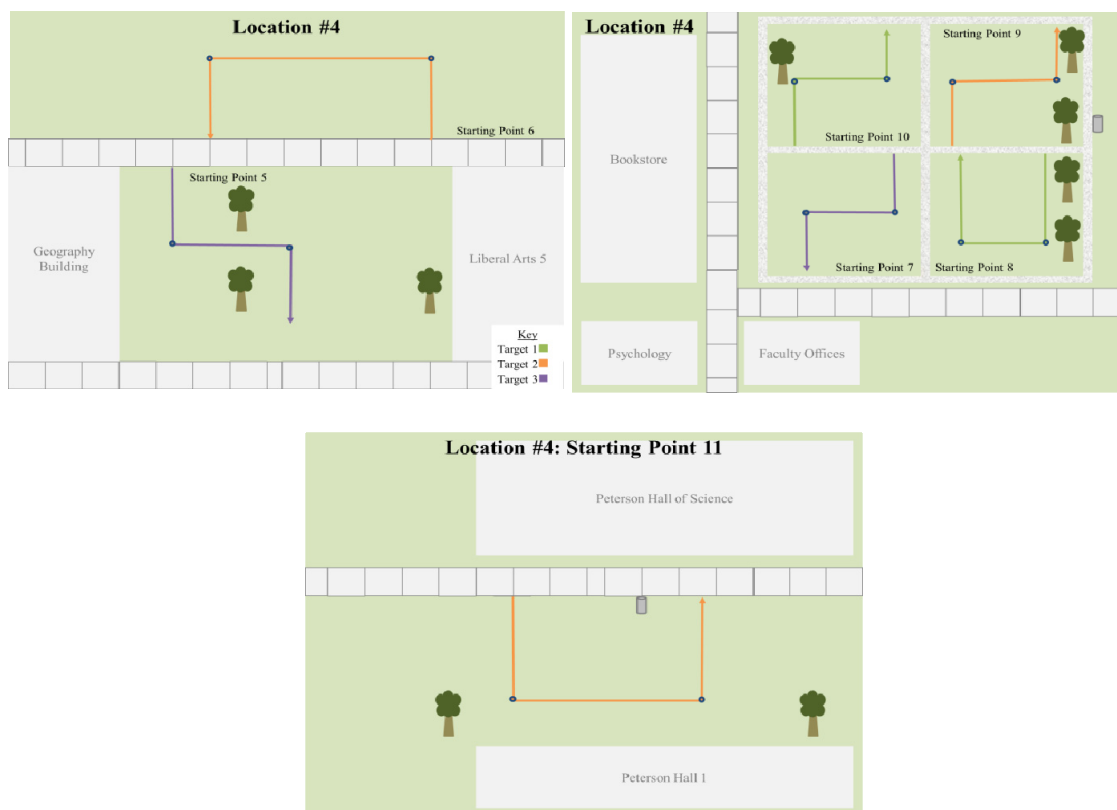 Location #4
Starting Point 6
Starting Point 5
Geography
Building
Liberal Arts 5
Key
Target 1
Target 2
Target 3
Location #4
Starting Point 9
Starting Point 10
Bookstore
Starting Point 7
Starting Point 8
Psychology
Faculty Offices
Location #4: Starting Point 11
Peterson Hall of Science
Peterson Hall 1